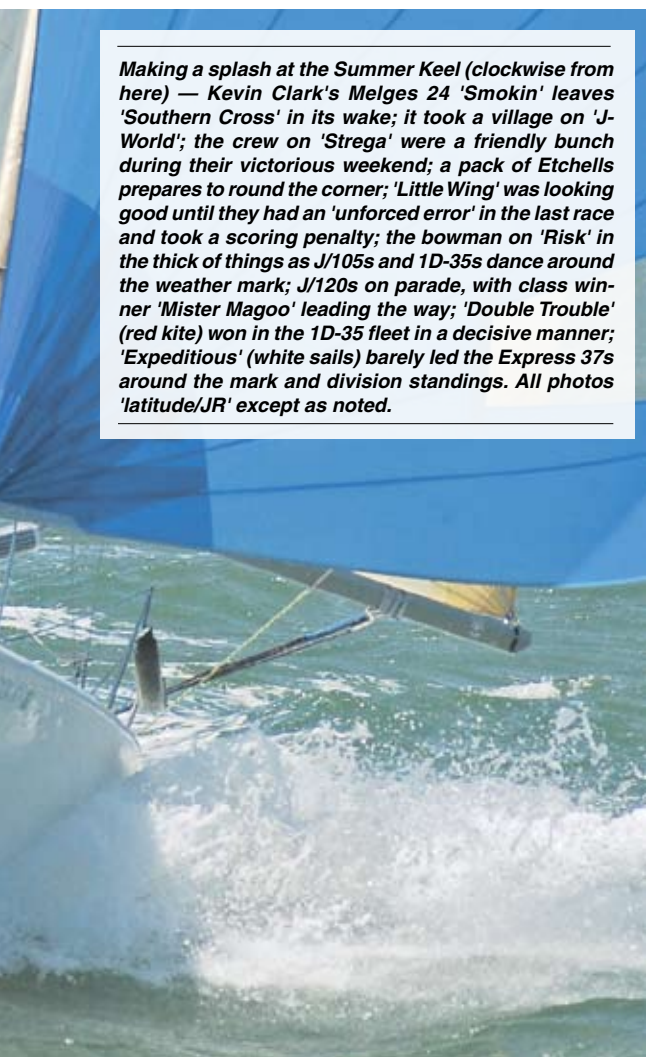 Making a splash at the Summer Keel (clockwise from
here) — Kevin Clark's Melges 24 'Smokin' leaves
'Southern Cross' in its wake; it took a village on 'J-
World'; the crew on 'Strega' were a friendly bunch
during their victorious weekend; a pack of Etchells
prepares to round the corner; 'Little Wing' was looking
good until they had an 'unforced error' in the last race
and took a scoring penalty; the bowman on 'Risk' in
the thick of things as J/105s and 1D-35s dance around
the weather mark; J/120s on parade, with class win-
ner 'Mister Magoo' leading the way; 'Double Trouble'
(red kite) won in the 1D-35 fleet in a decisive manner;
'Expeditious' (white sails) barely led the Express 37s
around the mark and division standings. All photos
'latitude/JR' except as noted.